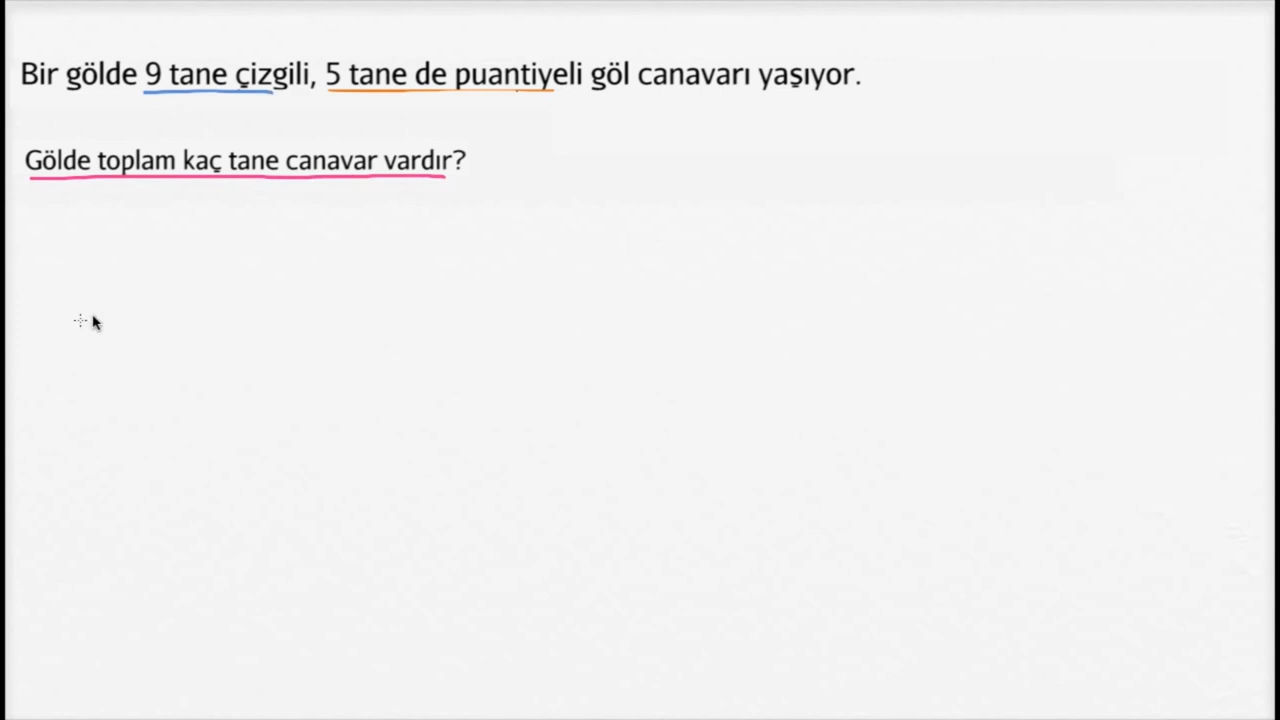 Bir gölde 9 tane çizgili, 5 tane de puantiyeli göl canavarı yaşıyor.
Gölde toplam kaç tane canavar vardır?